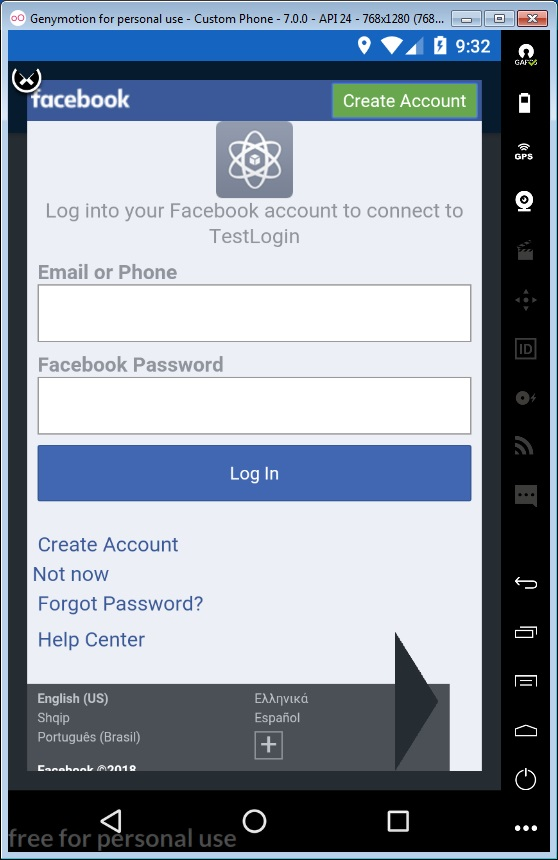 Genymotion for personal use - Custom Phone - 7.0.0 - API 24 - 768x1280 (768...
9:32
GAPPS
facebook
Create Account
GPS
Log into your Facebook account to connect to
TestLogin
Email or Phone
Facebook Password
ID
Log In
Create Account
Not now
Forgot Password?
Help Center
English (US)
Ελληνικά
Shqip
Español
Português (Brasil)
Facebook ©2018
free for personal use